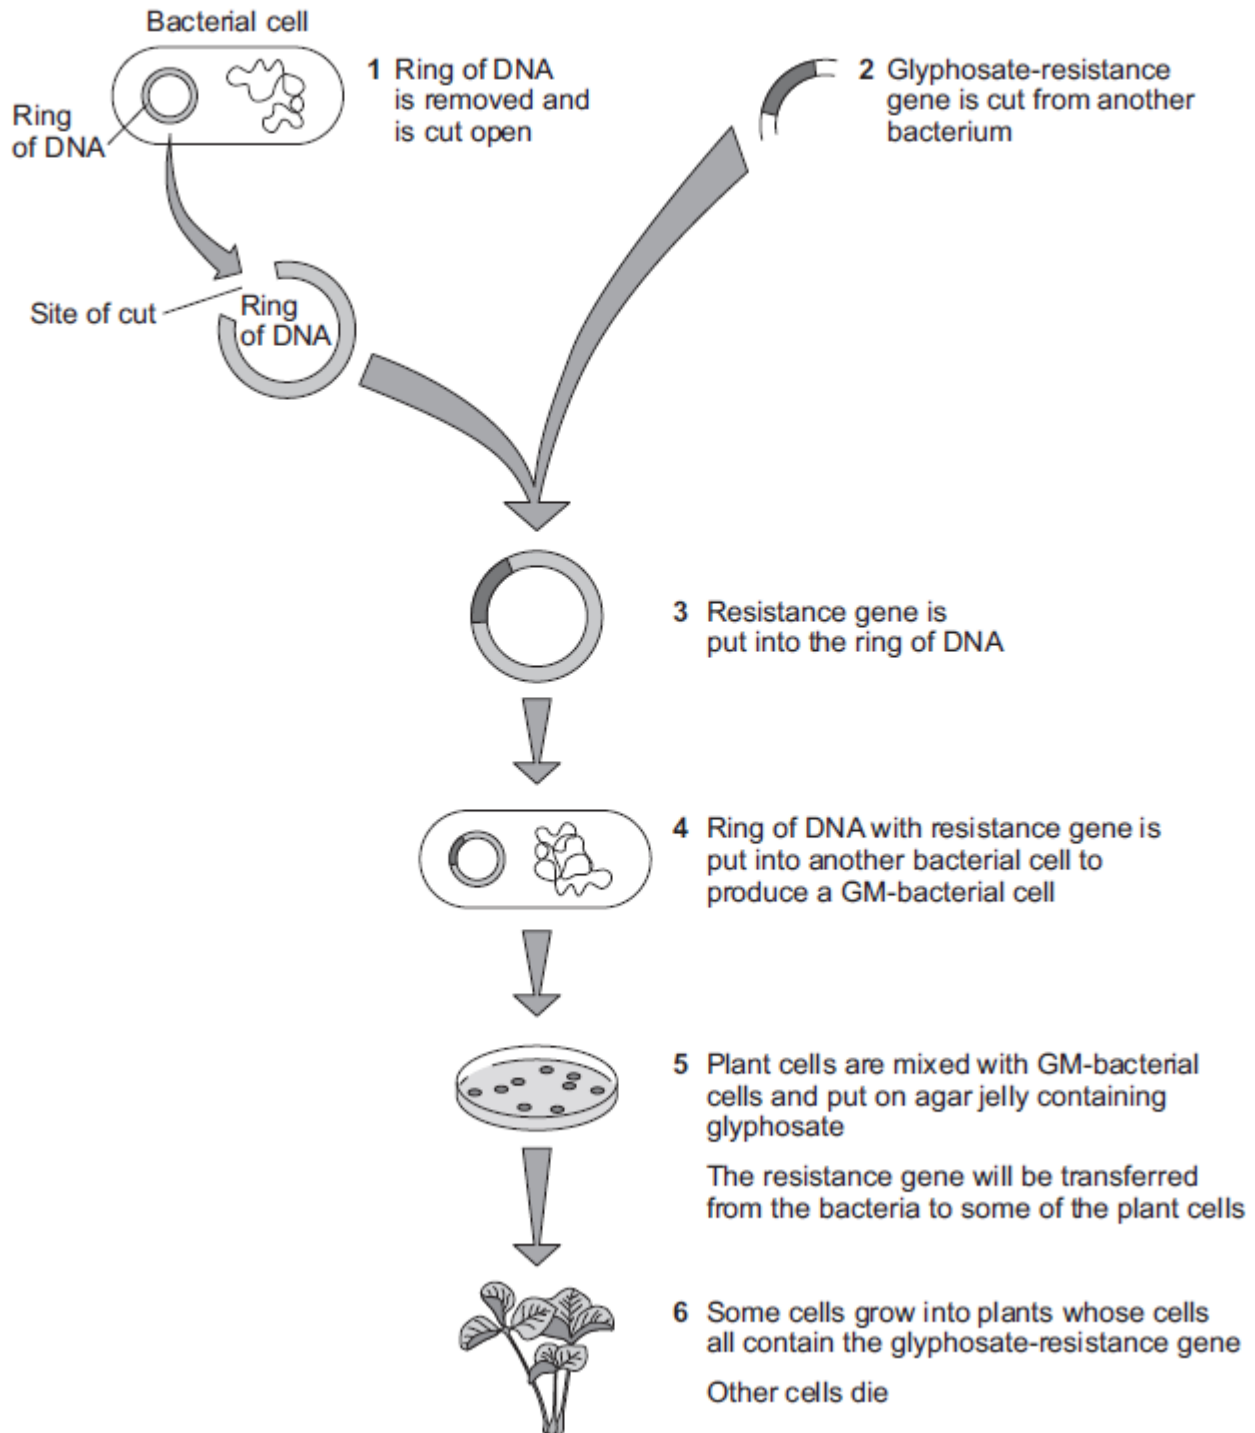 Bacterial cell
Ring
of DNA
1 Ring of DNA
is removed and
is cut open
2 Glyphosate-resistance
gene is cut from another
bacterium
Site of cut
Ring
of DNA
3 Resistance gene is
put into the ring of DNA
4 Ring of DNA with resistance gene is
put into another bacterial cell to
produce a GM-bacterial cell
5 Plant cells are mixed with GM-bacterial
cells and put on agar jelly containing
glyphosate
The resistance gene will be transferred
from the bacteria to some of the plant cells
6 Some cells grow into plants whose cells
all contain the glyphosate-resistance gene
Other cells die